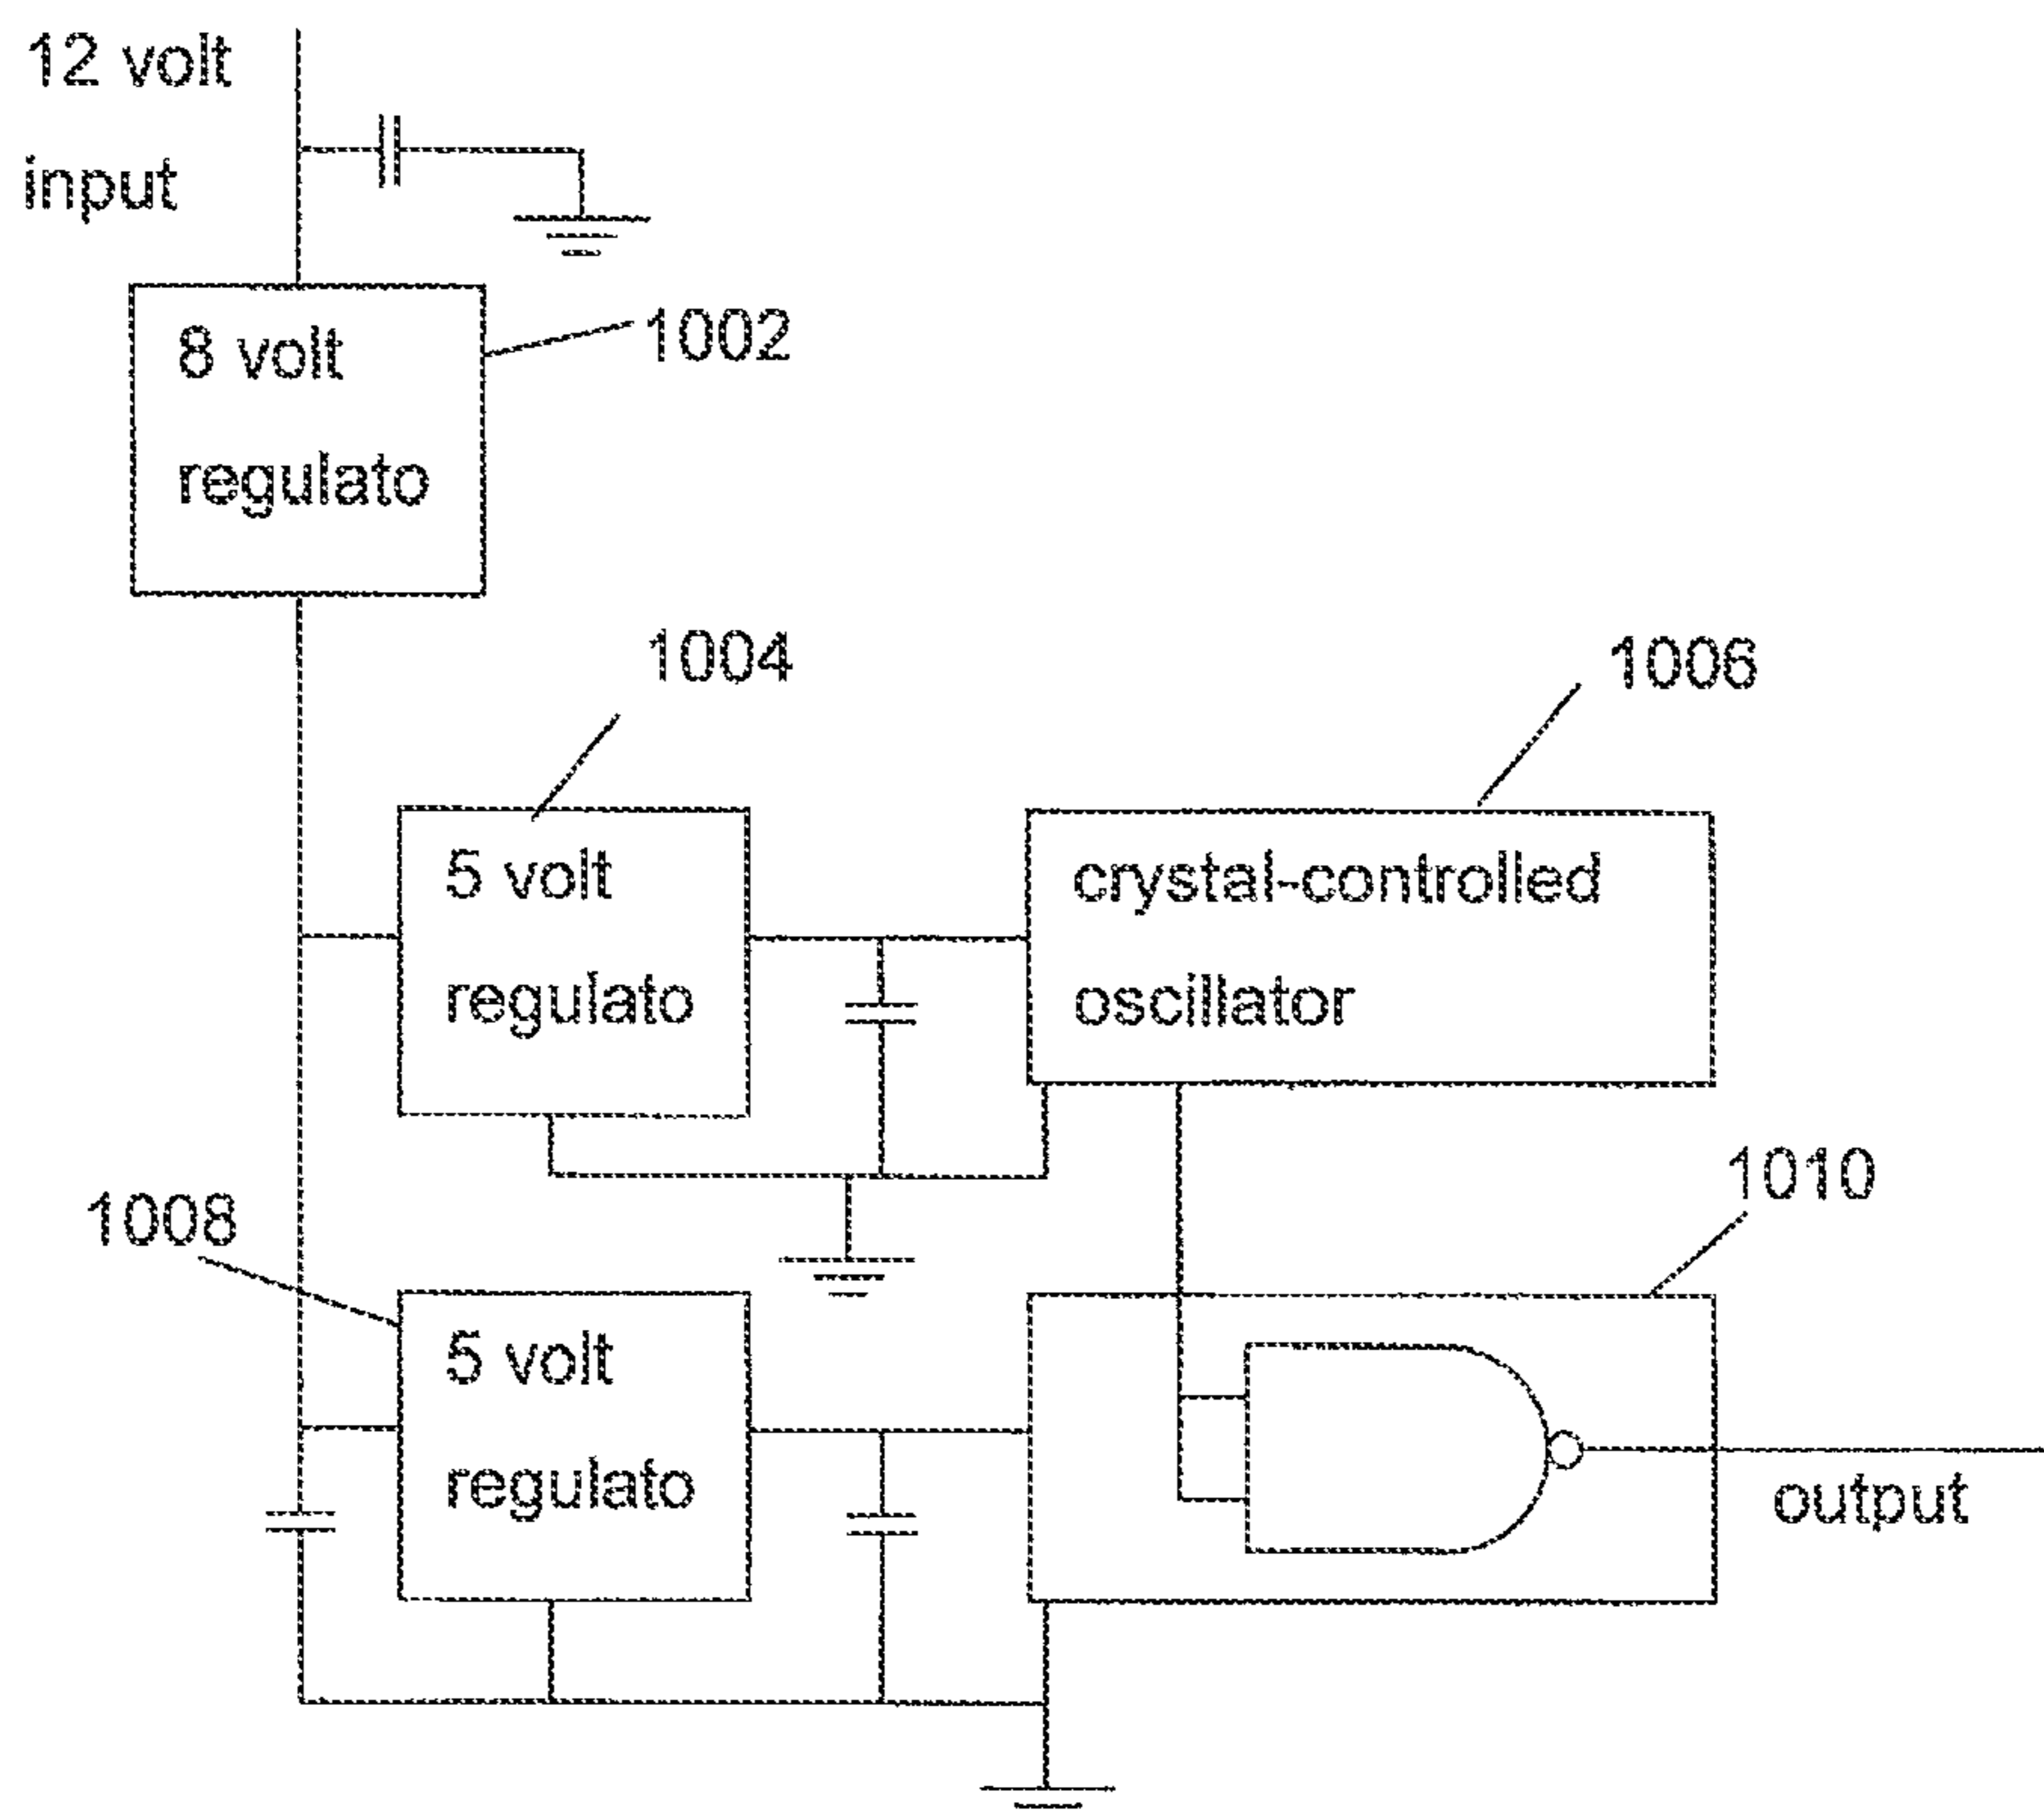 12 volt
input
8 volt
regulato
1002
1004
1006
5 volt
regulato
crystal-controlled
oscillator
1008
1010
5 volt
regulato
output